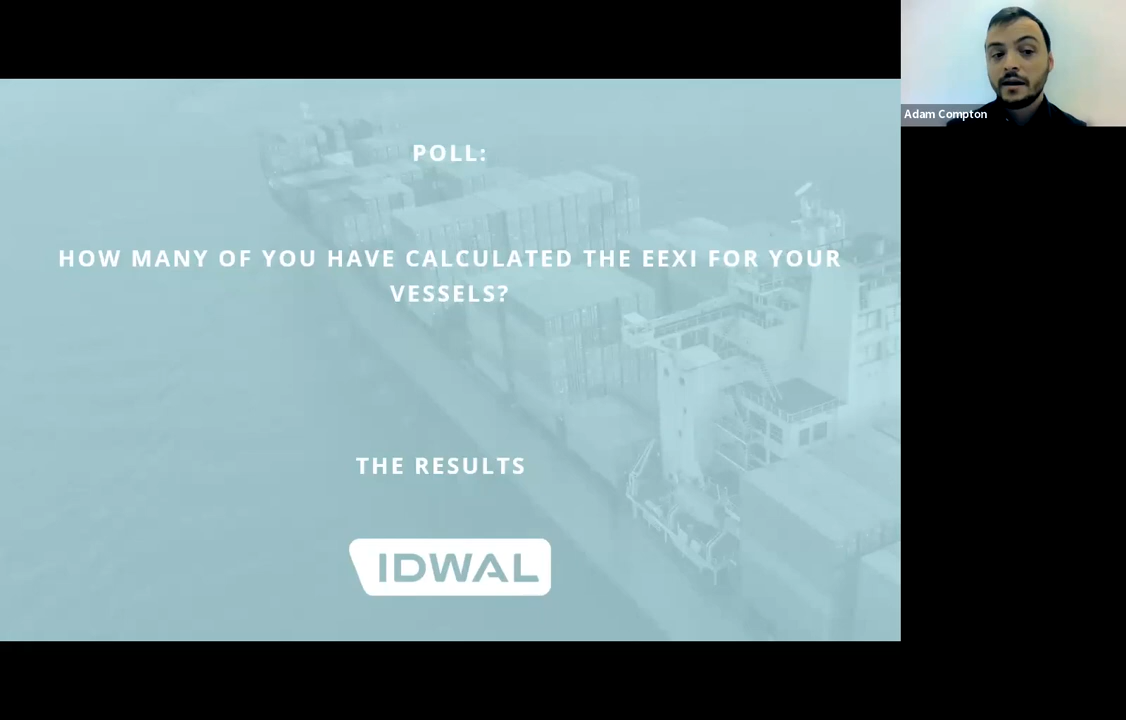 POLL:
HOW MANY OF YOU HAVE CALCULATED THE EEXI FOR YOUR
VESSELS?
THE RESULTS
IDWAL
Adam Compton